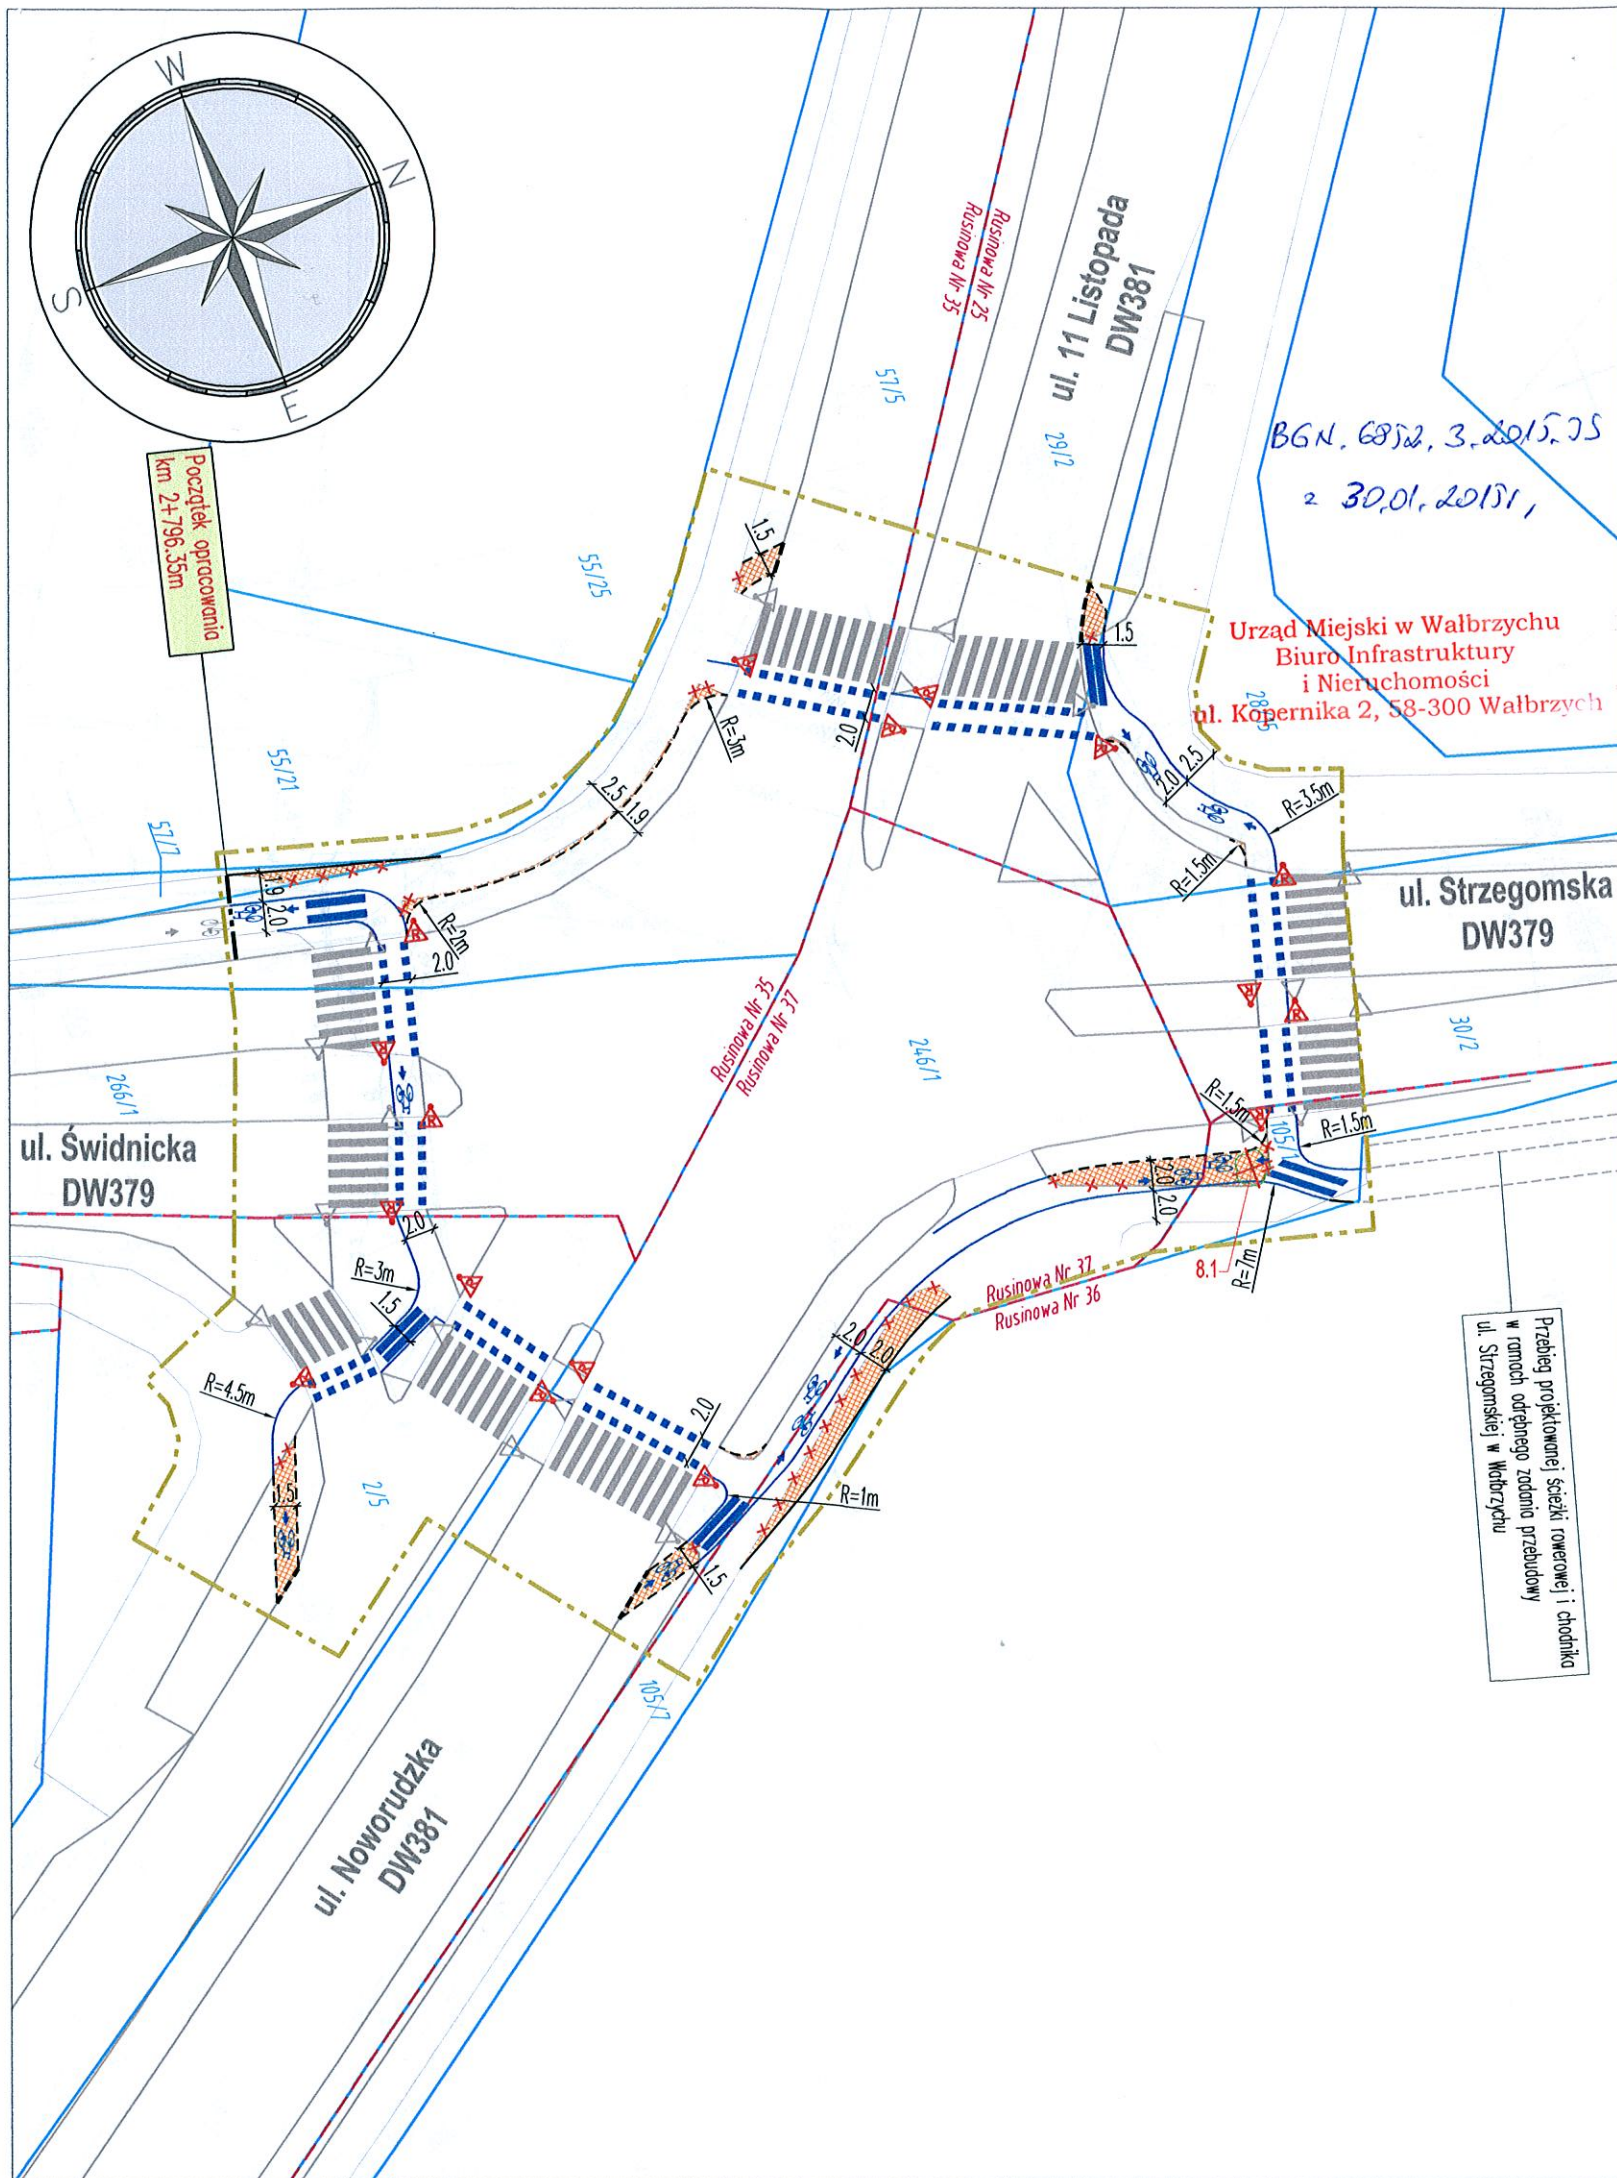 W
N
S
E
Początek opracowania
km 2+796.35m
Rusinowa Nr 25
Rusinowa Nr 35
ul. 11 Listopada
DW381
57/5
29/2
z 30.01.2015r,
Urząd Miejski w Wałbrzychu
Biuro Infrastruktury
i Nieruchomości
ul. Kopernika 2, 58-300 Wałbrzych
55/25
1.5
1.5
R=3m
2.0
2.5
2.0
R=3.5m
R=1.5m
55/21
2.5
1.9
57/7
1.9
2.0
R=2m
2.0
ul. Strzegomska
DW379
Rusinowa Nr 35
Rusinowa Nr 37
246/1
30/2
266/1
ul. Świdnicka
DW379
R=1.5m
105/1
R=1.5m
2.0
2.0
8.1
R=7m
Rusinowa Nr 37
Rusinowa Nr 36
2.0
R=3m
1.5
R=4.5m
2.0
2.0
2.0
R=1m
1.5
1.5
2/5
105/7
Przebieg projektowanej ścieżki rowerowej i chodnika
w ramach odrębnego zadania przebudowy
ul. Strzegomskiej w Wałbrzychu
ul. Noworudzka
DW381